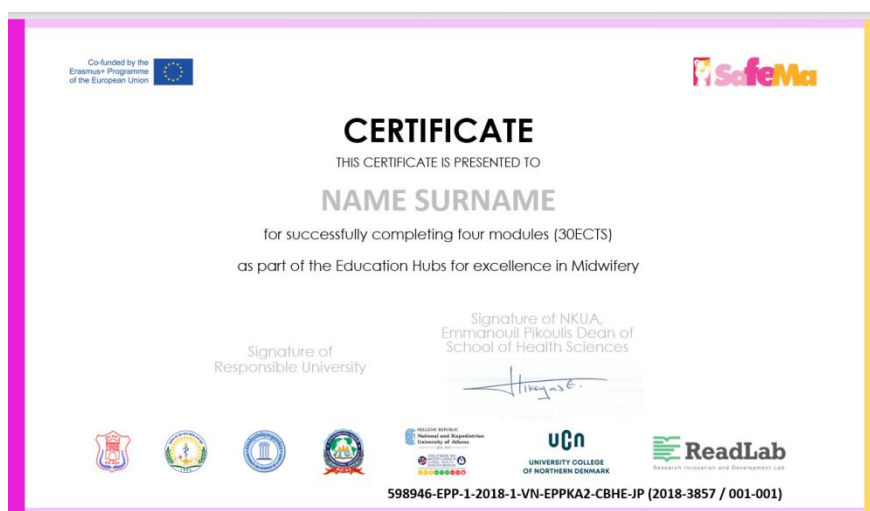 Co-funded by the
Erasmus+ Programme
of the European Union
SafeMa
CERTIFICATE
THIS CERTIFICATE IS PRESENTED TO
NAME SURNAME
for successfully completing four modules (30ECTS)
as part of the Education Hubs for excellence in Midwifery
Signature of
Responsible University
Signature of NKUA,
Emmanouil Pikoulis Dean of
School of Health Sciences
HELLENIC REPUBLIC
National and Kapodistrian
University of Athens
UCN
UNIVERSITY COLLEGE
OF NORTHERN DENMARK
ReadLab
Research Innovation and Development Lab
598946-EPP-1-2018-1-VN-EPPKA2-CBHE-JP (2018-3857 / 001-001)